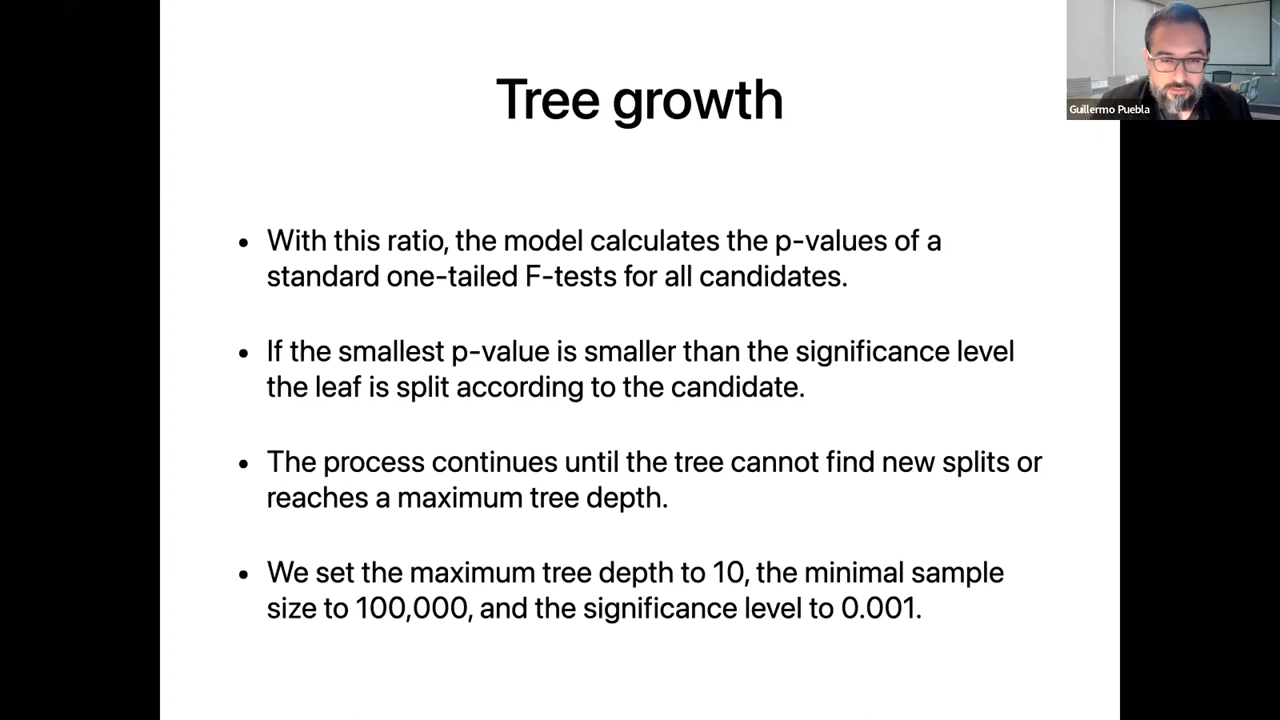 Tree growth
Guillermo Puebla
• With this ratio, the model calculates the p-values of a
standard one-tailed F-tests for all candidates.
• If the smallest p-value is smaller than the significance level
the leaf is split according to the candidate.
• The process continues until the tree cannot find new splits or
reaches a maximum tree depth.
• We set the maximum tree depth to 10, the minimal sample
size to 100,000, and the significance level to 0.001.